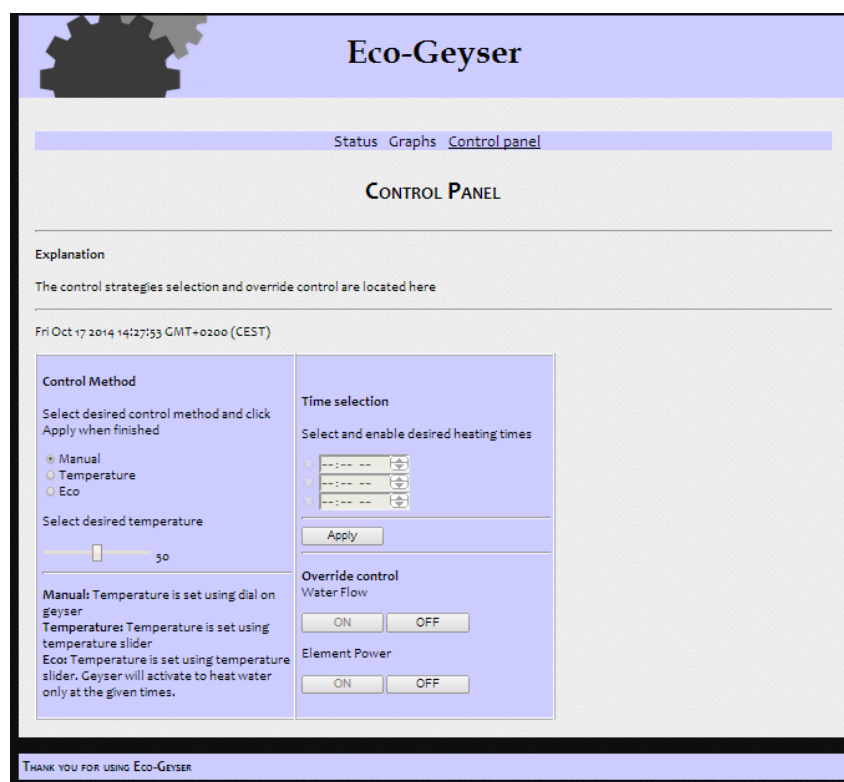 Eco-Geyser
Status Graphs Control panel
Control Panel
Explanation
The control strategies selection and override control are located here
Fri Oct 17 2014 14:27:53 GMT+0200 (CEST)
Control Method
Select desired control method and click
Apply when finished
Manual
Temperature
Eco
Select desired temperature
50
Manual: Temperature is set using dial on
geyser
Temperature: Temperature is set using
temperature slider
Eco: Temperature is set using temperature
slider. Geyser will activate to heat water
only at the given times.
Time selection
Select and enable desired heating times
--:-- --
--:-- --
--:-- --
Apply
Override control
Water Flow
ON OFF
Element Power
ON OFF
Thank you for using Eco-Geyser